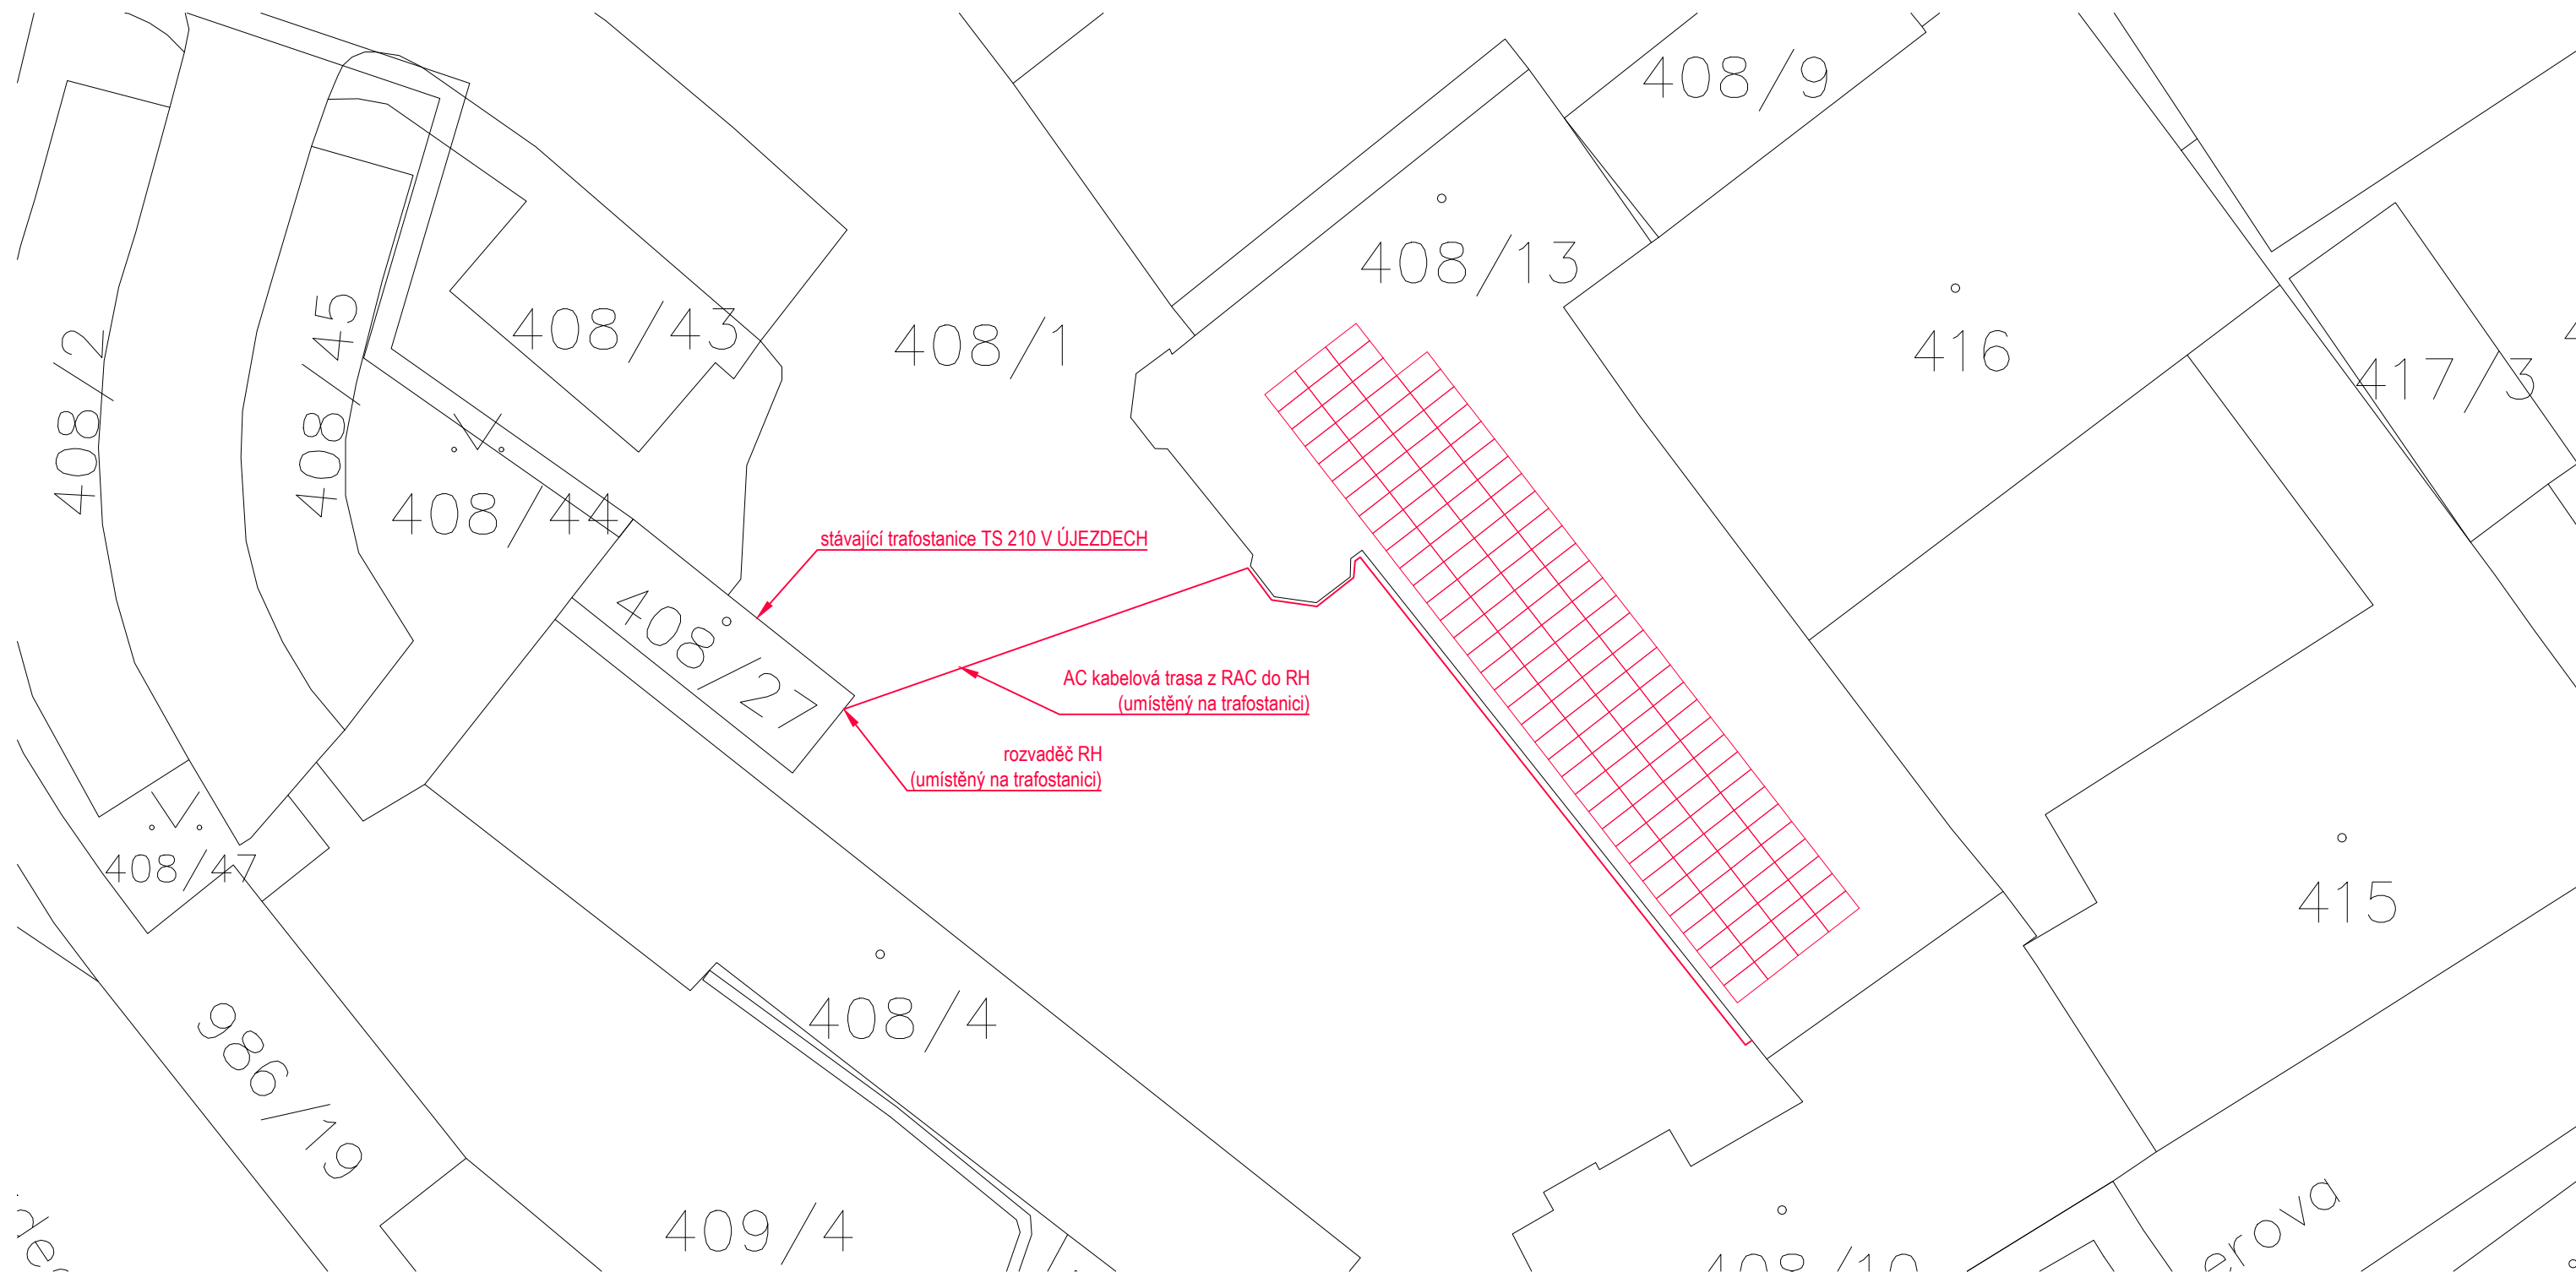 408/9
408/13
408/43
408/1
408/45
408/2
416
417/3
408/44
stávající trafostanice TS 210 V ÚJEZDECH
408/27
AC kabelová trasa z RAC do RH
(umístěný na trafostanici)
rozvaděč RH
(umístěný na trafostanici)
408/47
415
408/4
986/19
409/4
erova